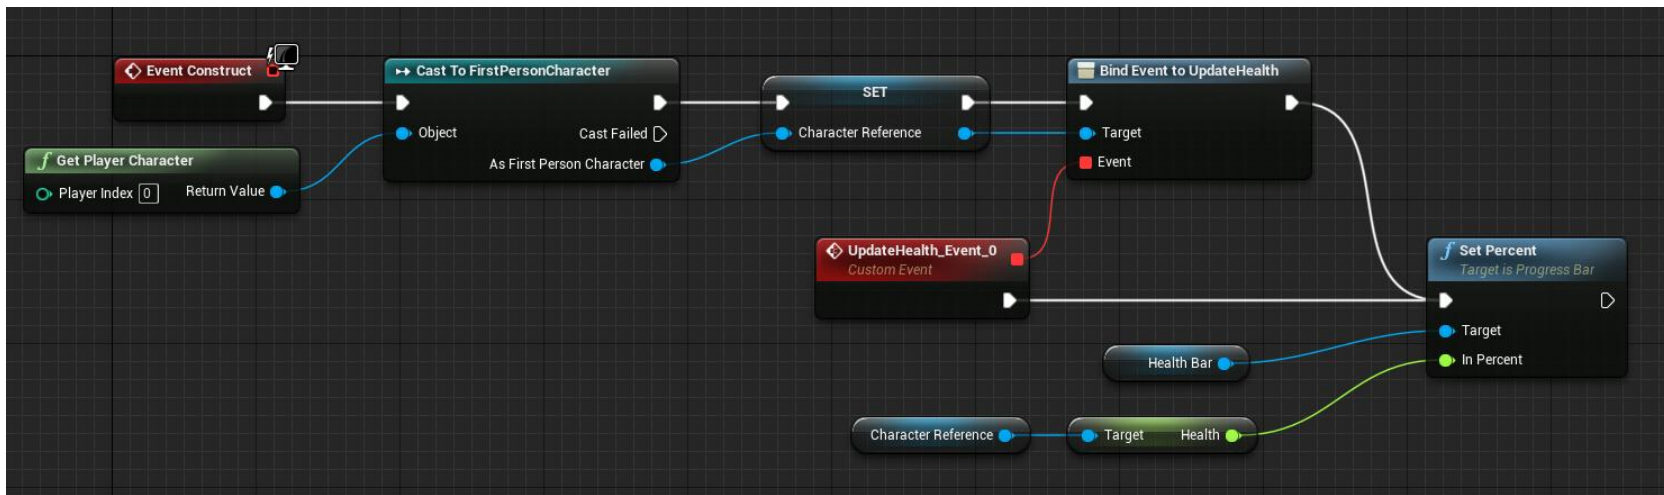 Event Construct
Get Player Character
Player Index 0 Return Value
Cast To FirstPersonCharacter
Object
Cast Failed
As First Person Character
SET
Character Reference
Bind Event to UpdateHealth
Target
Event
UpdateHealth_Event_0
Custom Event
Health Bar
Character Reference
Target Health
Set Percent
Target is Progress Bar
Target
In Percent